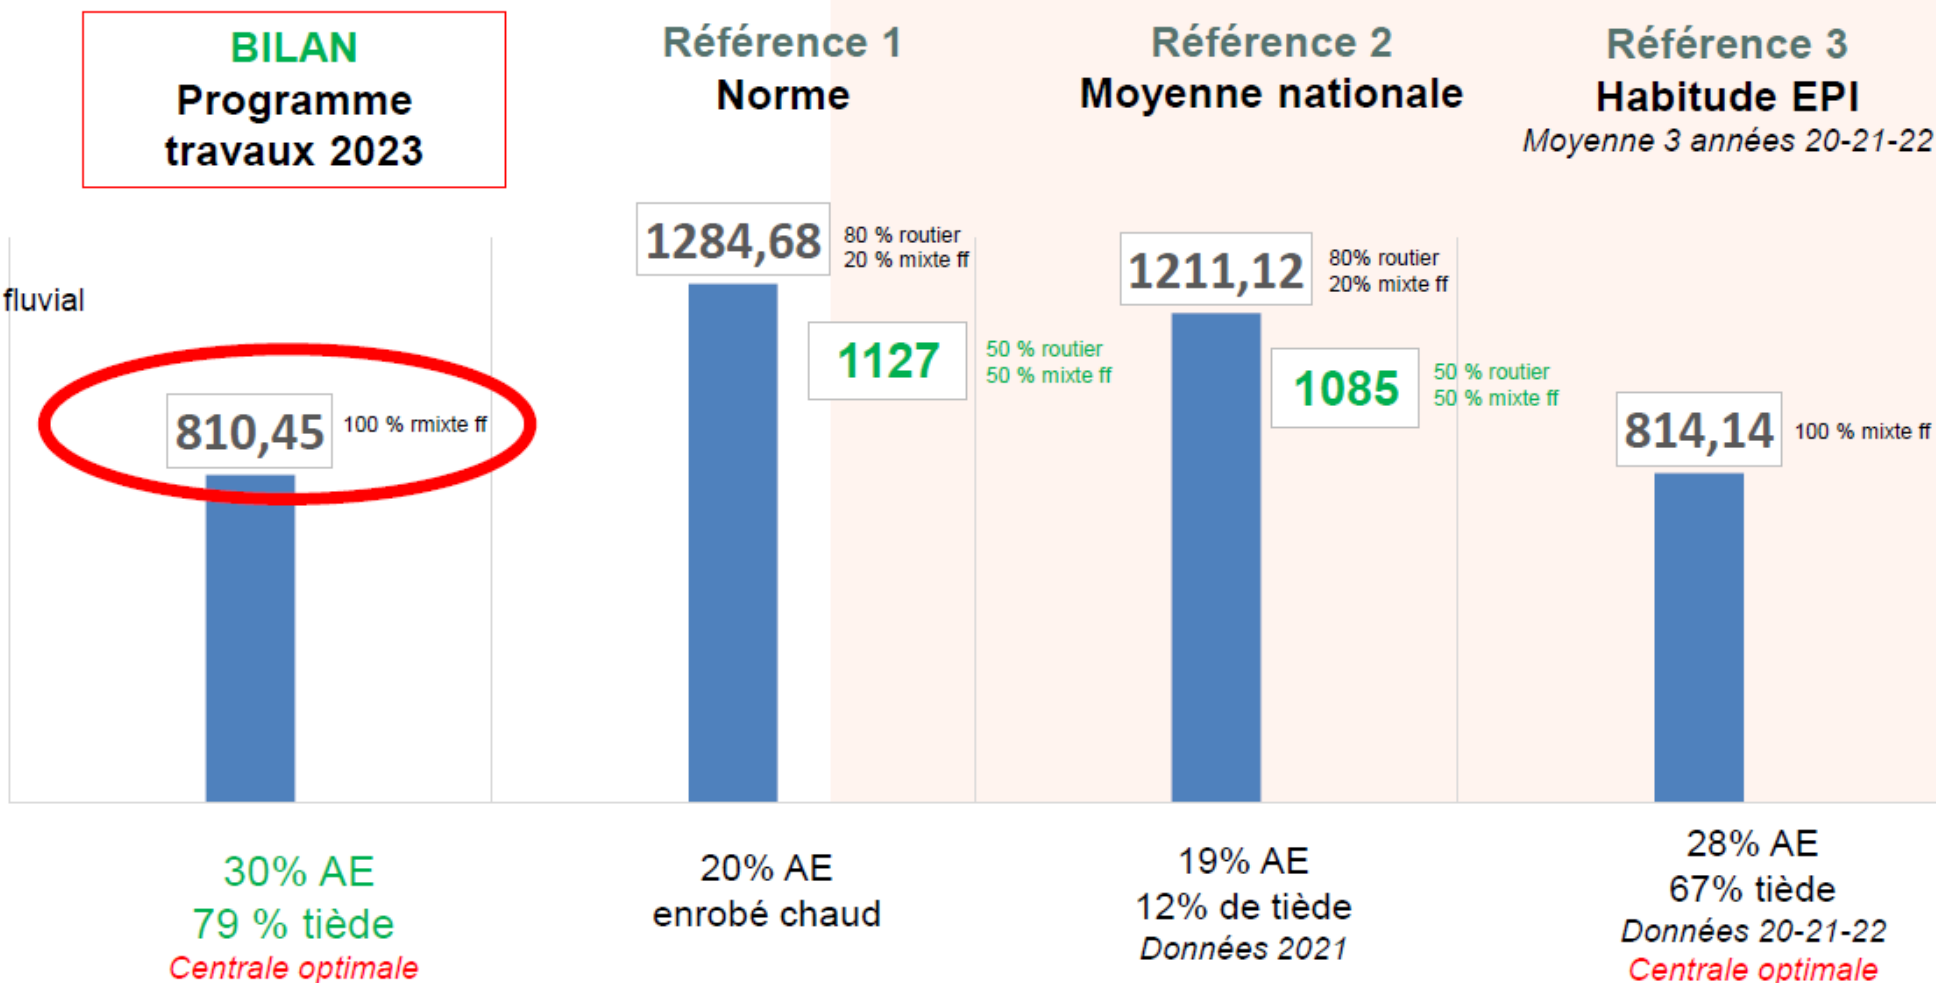 BILAN
Programme
travaux 2023
Référence 1
Norme
Référence 2
Moyenne nationale
Référence 3
Habitude EPI
Moyenne 3 années 20-21-22
fluvial
810,45
100 % rmixte ff
1284,68
80 % routier
20 % mixte ff
1127
50 % routier
50 % mixte ff
1211,12
80% routier
20% mixte ff
1085
50 % routier
50 % mixte ff
814,14
100 % mixte ff
30% AE
79 % tiède
Centrale optimale
20% AE
enrobé chaud
19% AE
12% de tiède
Données 2021
28% AE
67% tiède
Données 20-21-22
Centrale optimale